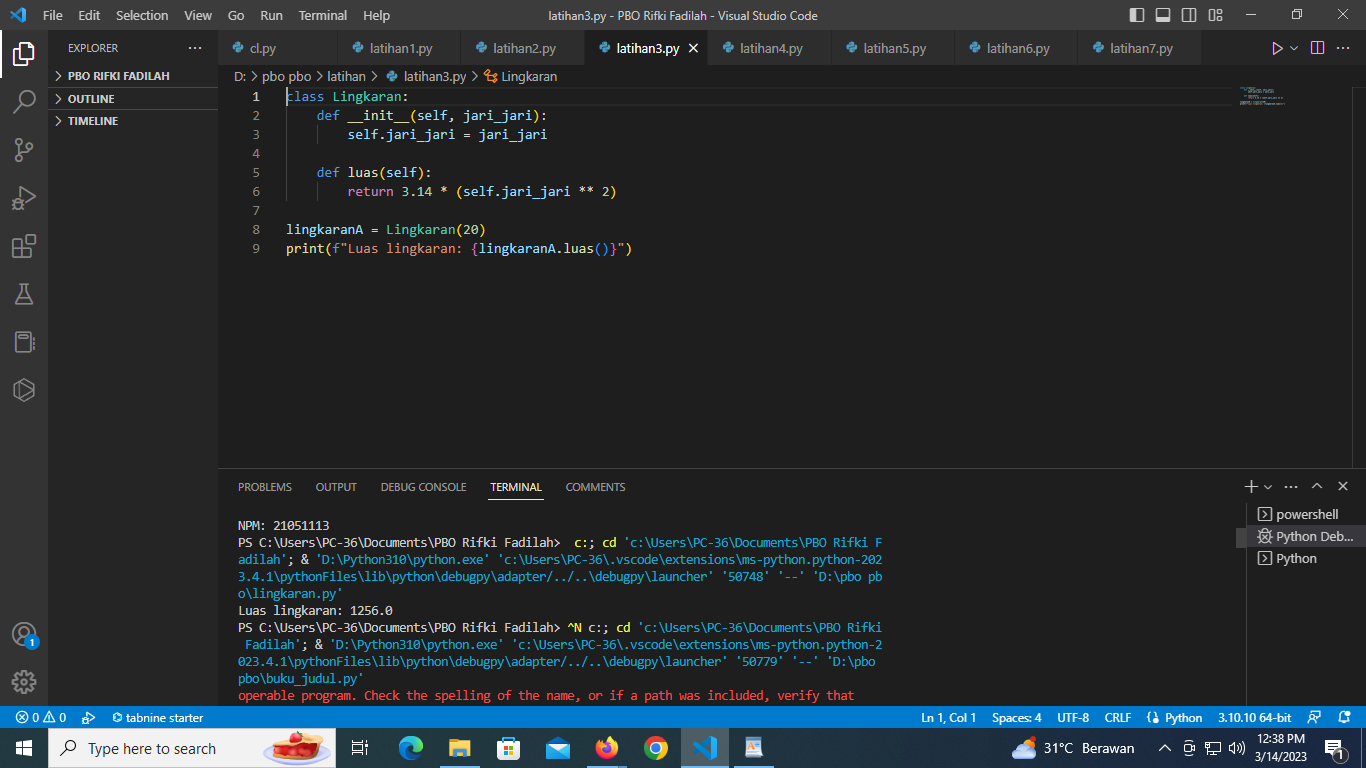 File Edit Selection View Go Run Terminal Help latihan3.py - PBO Rifki Fadilah - Visual Studio Code
EXPLORER
cl.py latihan1.py latihan2.py latihan3.py latihan4.py latihan5.py latihan6.py latihan7.py
PBO RIFKI FADILAH
OUTLINE
TIMELINE
D: > pbo pbo > latihan > latihan3.py > Lingkaran
1 class Lingkaran:
2 def __init__(self, jari_jari):
3 self.jari_jari = jari_jari
4
5 def luas(self):
6 return 3.14 * (self.jari_jari ** 2)
7
8 lingkaranA = Lingkaran(20)
9 print(f"Luas lingkaran: {lingkaranA.luas()}")
PROBLEMS OUTPUT DEBUG CONSOLE TERMINAL COMMENTS
NPM: 21051113
PS C:\Users\PC-36\Documents\PBO Rifki Fadilah> c:; cd 'c:\Users\PC-36\Documents\PBO Rifki F
adilah'; & 'D:\Python310\python.exe' 'c:\Users\PC-36\.vscode\extensions\ms-python.python-202
3.4.1\pythonFiles\lib\python\debugpy\adapter/../..\debugpy\launcher' '50748' '--' 'D:\pbo pb
o\lingkaran.py'
Luas lingkaran: 1256.0
PS C:\Users\PC-36\Documents\PBO Rifki Fadilah> ^N c:; cd 'c:\Users\PC-36\Documents\PBO Rifki
Fadilah'; & 'D:\Python310\python.exe' 'c:\Users\PC-36\.vscode\extensions\ms-python.python-2
023.4.1\pythonFiles\lib\python\debugpy\adapter/../..\debugpy\launcher' '50779' '--' 'D:\pbo
pbo\buku_judul.py'
operable program. Check the spelling of the name, or if a path was included, verify that
powershell
Python Deb...
Python
1
0 0 tabnine starter Ln 1, Col 1 Spaces: 4 UTF-8 CRLF Python 3.10.10 64-bit
Type here to search 31°C Berawan 12:38 PM
3/14/2023
1